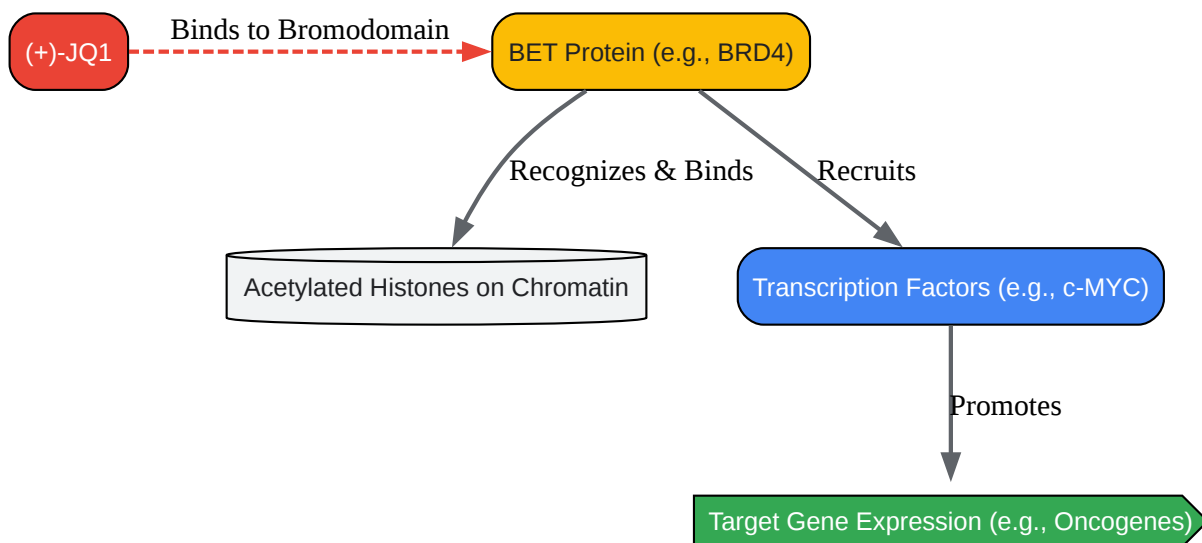 Binds to Bromodomain
(+)-JQ1
BET Protein (e.g., BRD4)
Recognizes & Binds
Recruits
Acetylated Histones on Chromatin
Transcription Factors (e.g., c-MYC)
Promotes
Target Gene Expression (e.g., Oncogenes)